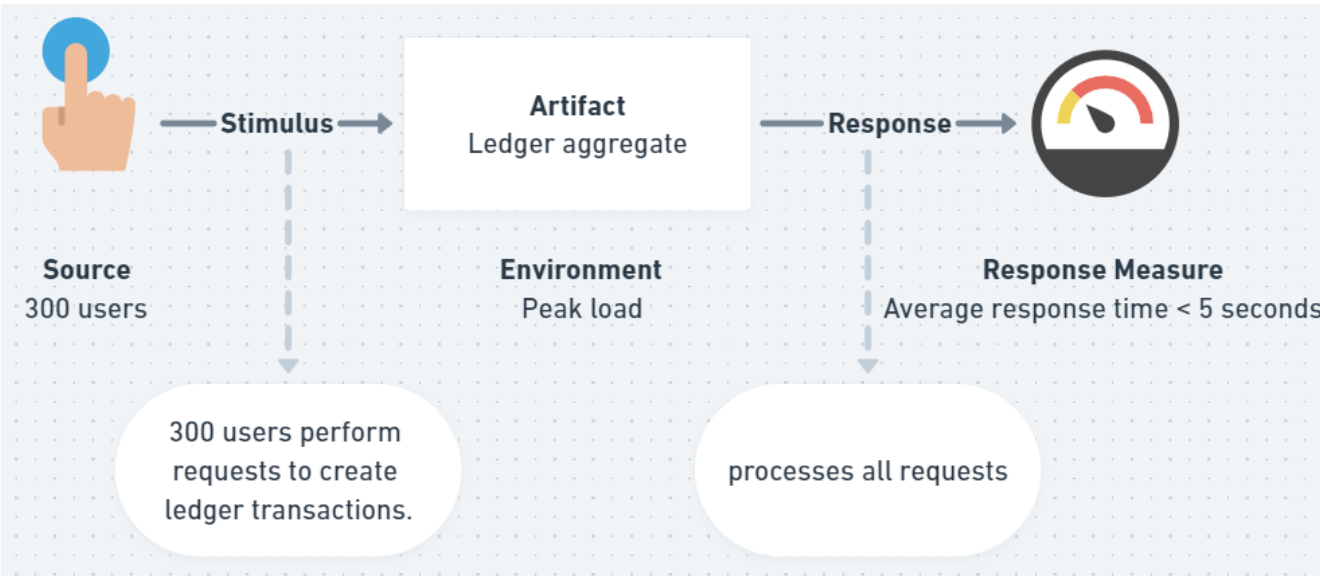 Stimulus
Artifact
Ledger aggregate
Response
Source
300 users
Environment
Peak load
Response Measure
Average response time < 5 seconds
300 users perform
requests to create
ledger transactions.
processes all requests